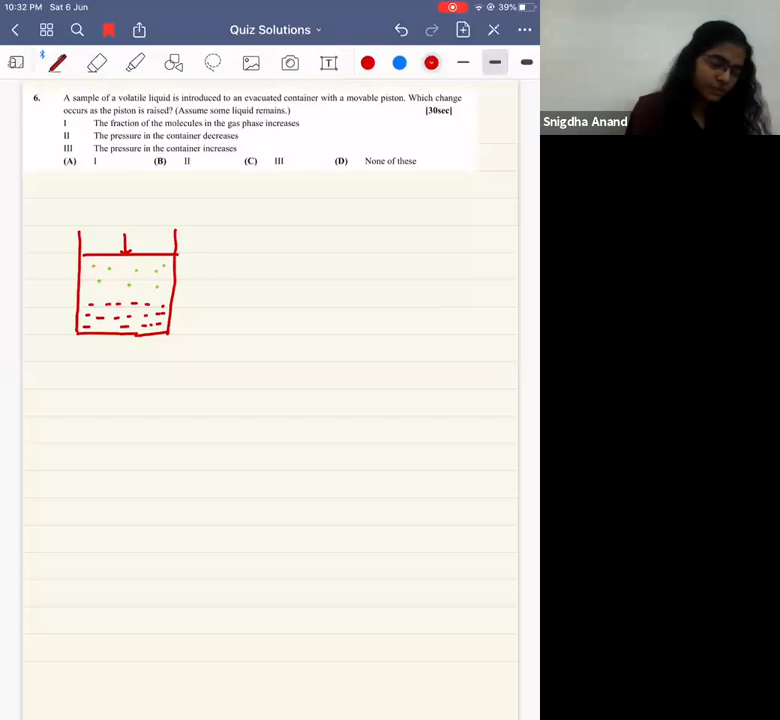 10:32 PM Sat 6 Jun
39%
Quiz Solutions
T
Snigdha Anand
6. A sample of a volatile liquid is introduced to an evacuated container with a movable piston. Which change
occurs as the piston is raised? (Assume some liquid remains.) [30sec]
I The fraction of the molecules in the gas phase increases
II The pressure in the container decreases
III The pressure in the container increases
(A) I (B) II (C) III (D) None of these